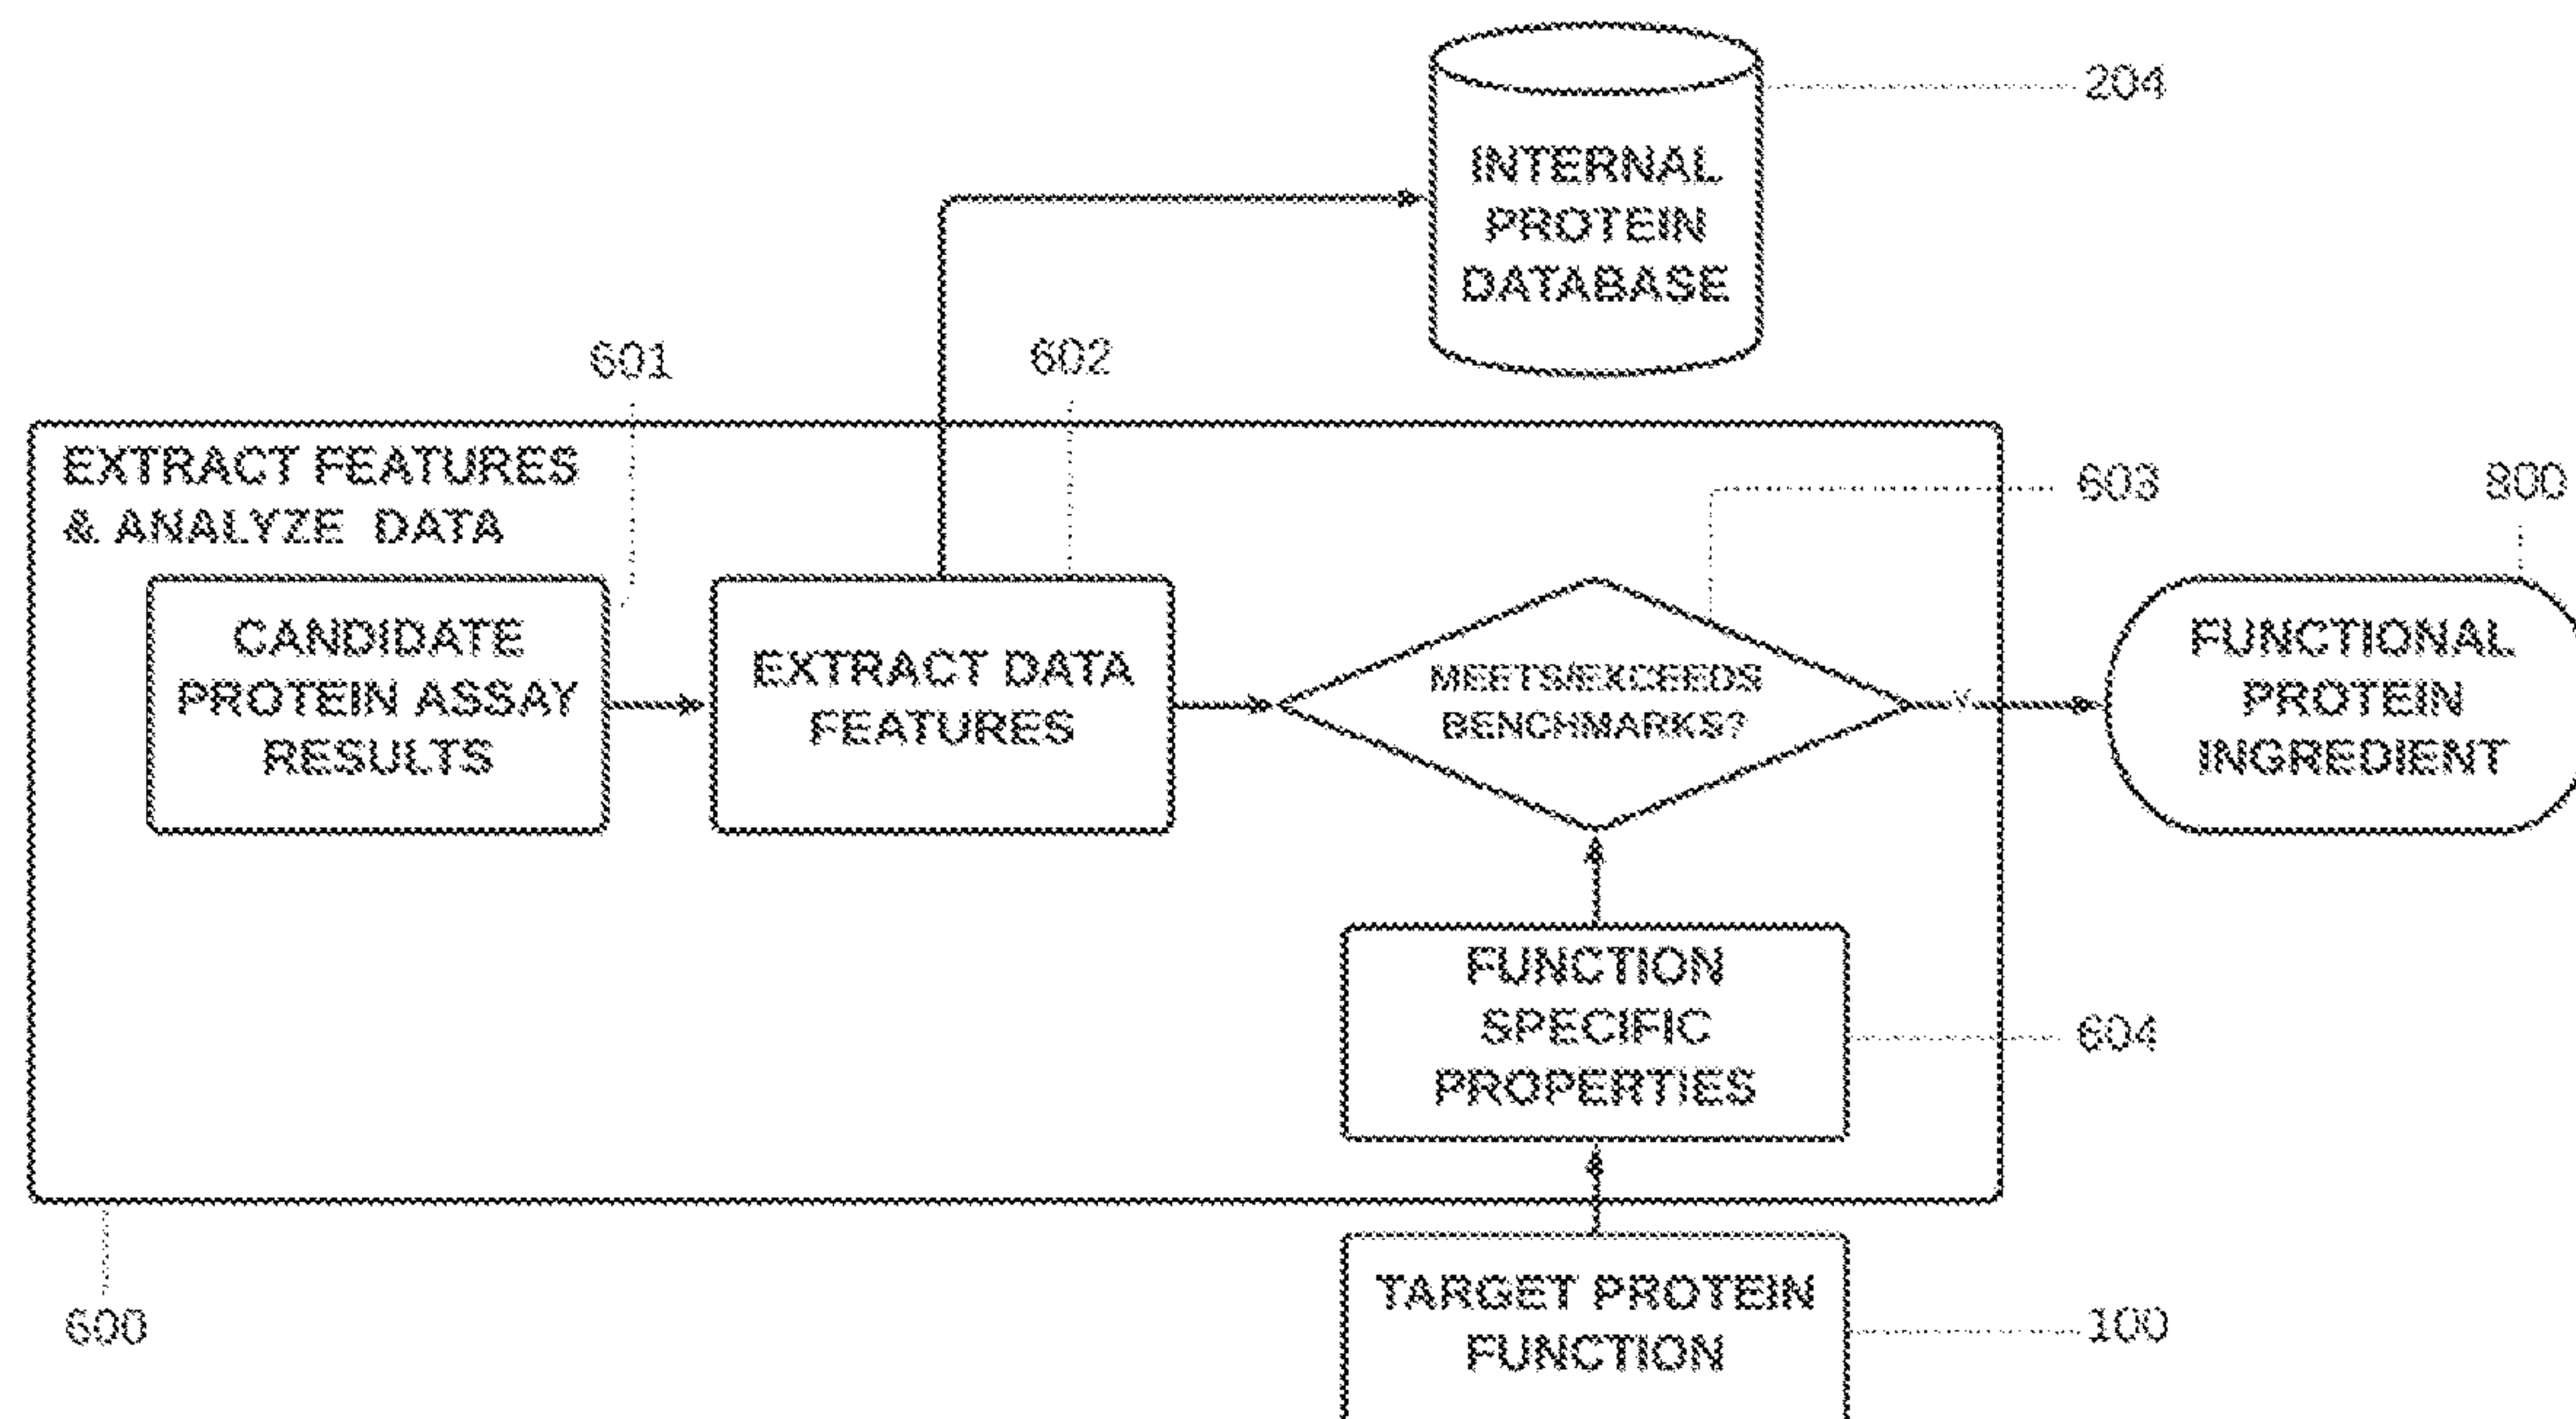 204
INTERNAL
PROTEIN
DATABASE
601
602
EXTRACT FEATURES
& ANALYZE DATA
603
800
CANDIDATE
PROTEIN ASSAY
RESULTS
EXTRACT DATA
FEATURES
MEETS/EXCEEDS
BENCHMARKS?
Y
FUNCTIONAL
PROTEIN
INGREDIENT
FUNCTION
SPECIFIC
PROPERTIES
604
600
TARGET PROTEIN
FUNCTION
100